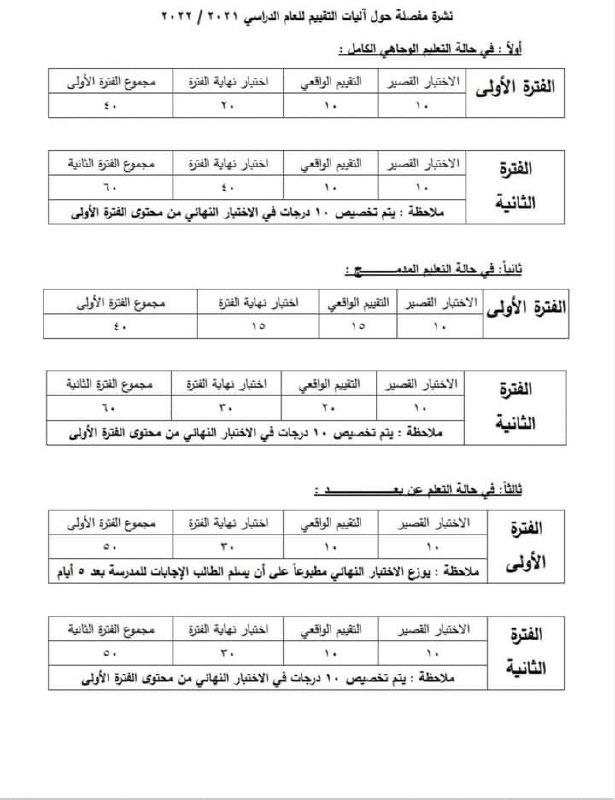 نشرة مفصلة حول آليات التقييم للعام الدراسي ٢٠٢١ / ٢٠٢٢
أولاً : في حالة التعليم الوجاهي الكامل :
الفترة الأولى
الاختبار القصير التقييم الواقعي اختبار نهاية الفترة مجموع الفترة الأولى
١٠ ١٠ ٢٠ ٤٠
الفترة الثانية
الاختبار القصير التقييم الواقعي اختبار نهاية الفترة مجموع الفترة الثانية
١٠ ١٠ ٤٠ ٦٠
ملاحظة : يتم تخصيص ١٠ درجات في الاختبار النهائي من محتوى الفترة الأولى
ثانياً : في حالة التعليم المدمـــج :
الفترة الأولى
الاختبار القصير التقييم الواقعي اختبار نهاية الفترة مجموع الفترة الأولى
١٠ ١٥ ١٥ ٤٠
الفترة الثانية
الاختبار القصير التقييم الواقعي اختبار نهاية الفترة مجموع الفترة الثانية
١٠ ٢٠ ٣٠ ٦٠
ملاحظة : يتم تخصيص ١٠ درجات في الاختبار النهائي من محتوى الفترة الأولى
ثالثاً : في حالة التعلم عن بعـــــد :
الفترة الأولى
الاختبار القصير التقييم الواقعي اختبار نهاية الفترة مجموع الفترة الأولى
١٠ ١٠ ٣٠ ٥٠
ملاحظة : يوزع الاختبار النهائي مطبوعاً على أن يسلم الطالب الإجابات للمدرسة بعد ٥ أيام
الفترة الثانية
الاختبار القصير التقييم الواقعي اختبار نهاية الفترة مجموع الفترة الثانية
١٠ ١٠ ٣٠ ٥٠
ملاحظة : يتم تخصيص ١٠ درجات في الاختبار النهائي من محتوى الفترة الأولى